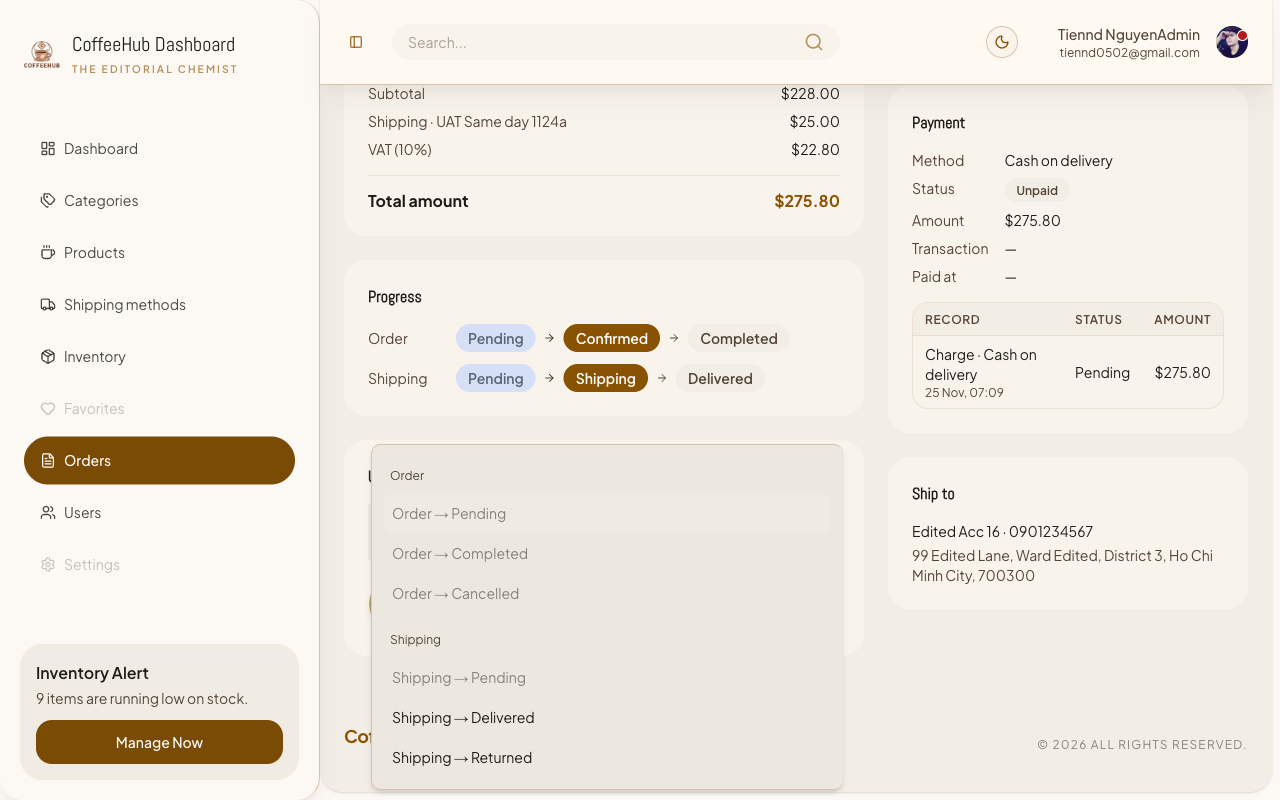 CoffeeHub Dashboard
THE EDITORIAL CHEMIST
COFFEEHUB
Dashboard
Categories
Products
Shipping methods
Inventory
Favorites
Orders
Users
Settings
Inventory Alert
9 items are running low on stock.
Manage Now
Search...
Tiennd NguyenAdmin
tiennd0502@gmail.com
Subtotal $228.00
Shipping · UAT Same day 1124a $25.00
VAT (10%) $22.80
Total amount $275.80
Progress
Order Pending → Confirmed → Completed
Shipping Pending → Shipping → Delivered
Order
Order → Pending
Order → Completed
Order → Cancelled
Shipping
Shipping → Pending
Shipping → Delivered
Shipping → Returned
Payment
Method Cash on delivery
Status Unpaid
Amount $275.80
Transaction —
Paid at —
RECORD STATUS AMOUNT
Charge · Cash on
delivery Pending $275.80
25 Nov, 07:09
Ship to
Edited Acc 16 · 0901234567
99 Edited Lane, Ward Edited, District 3, Ho Chi
Minh City, 700300
© 2026 ALL RIGHTS RESERVED.